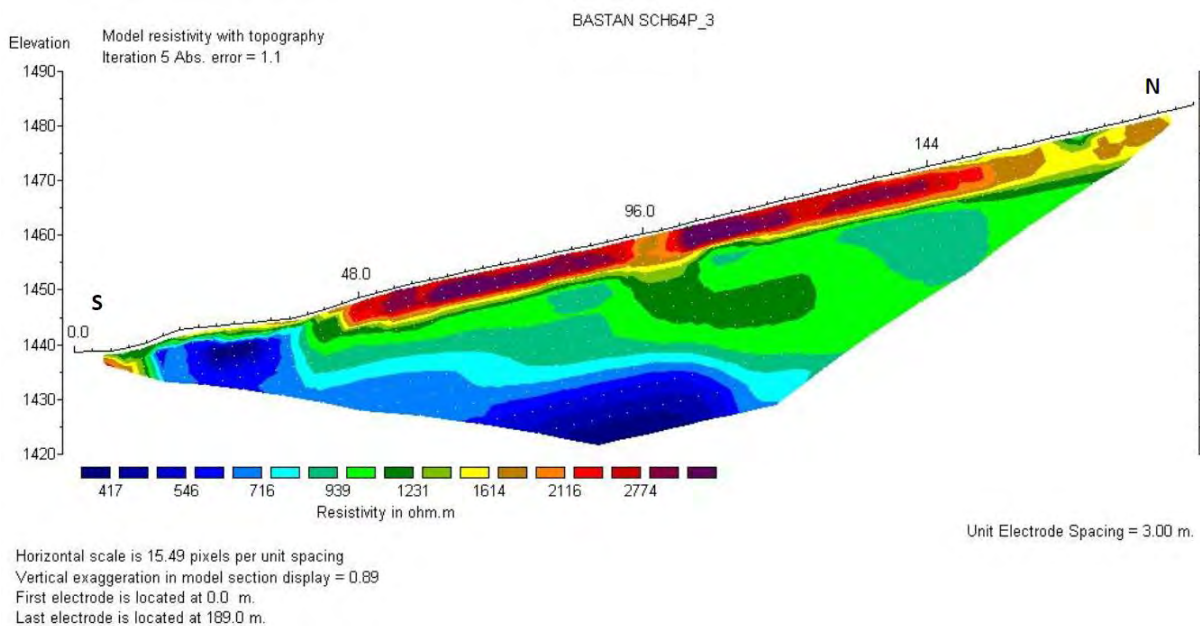 BASTAN SCH64P_3
Model resistivity with topography
Elevation
Iteration 5 Abs. error = 1.1
1490
N
1480
144
1470
96.0
1460
48.0
1450
S
0.0
1440
1430
1420
417 546 716 939 1231 1614 2116 2774
Resistivity in ohm.m
Unit Electrode Spacing = 3.00 m.
Horizontal scale is 15.49 pixels per unit spacing
Vertical exaggeration in model section display = 0.89
First electrode is located at 0.0 m.
Last electrode is located at 189.0 m.